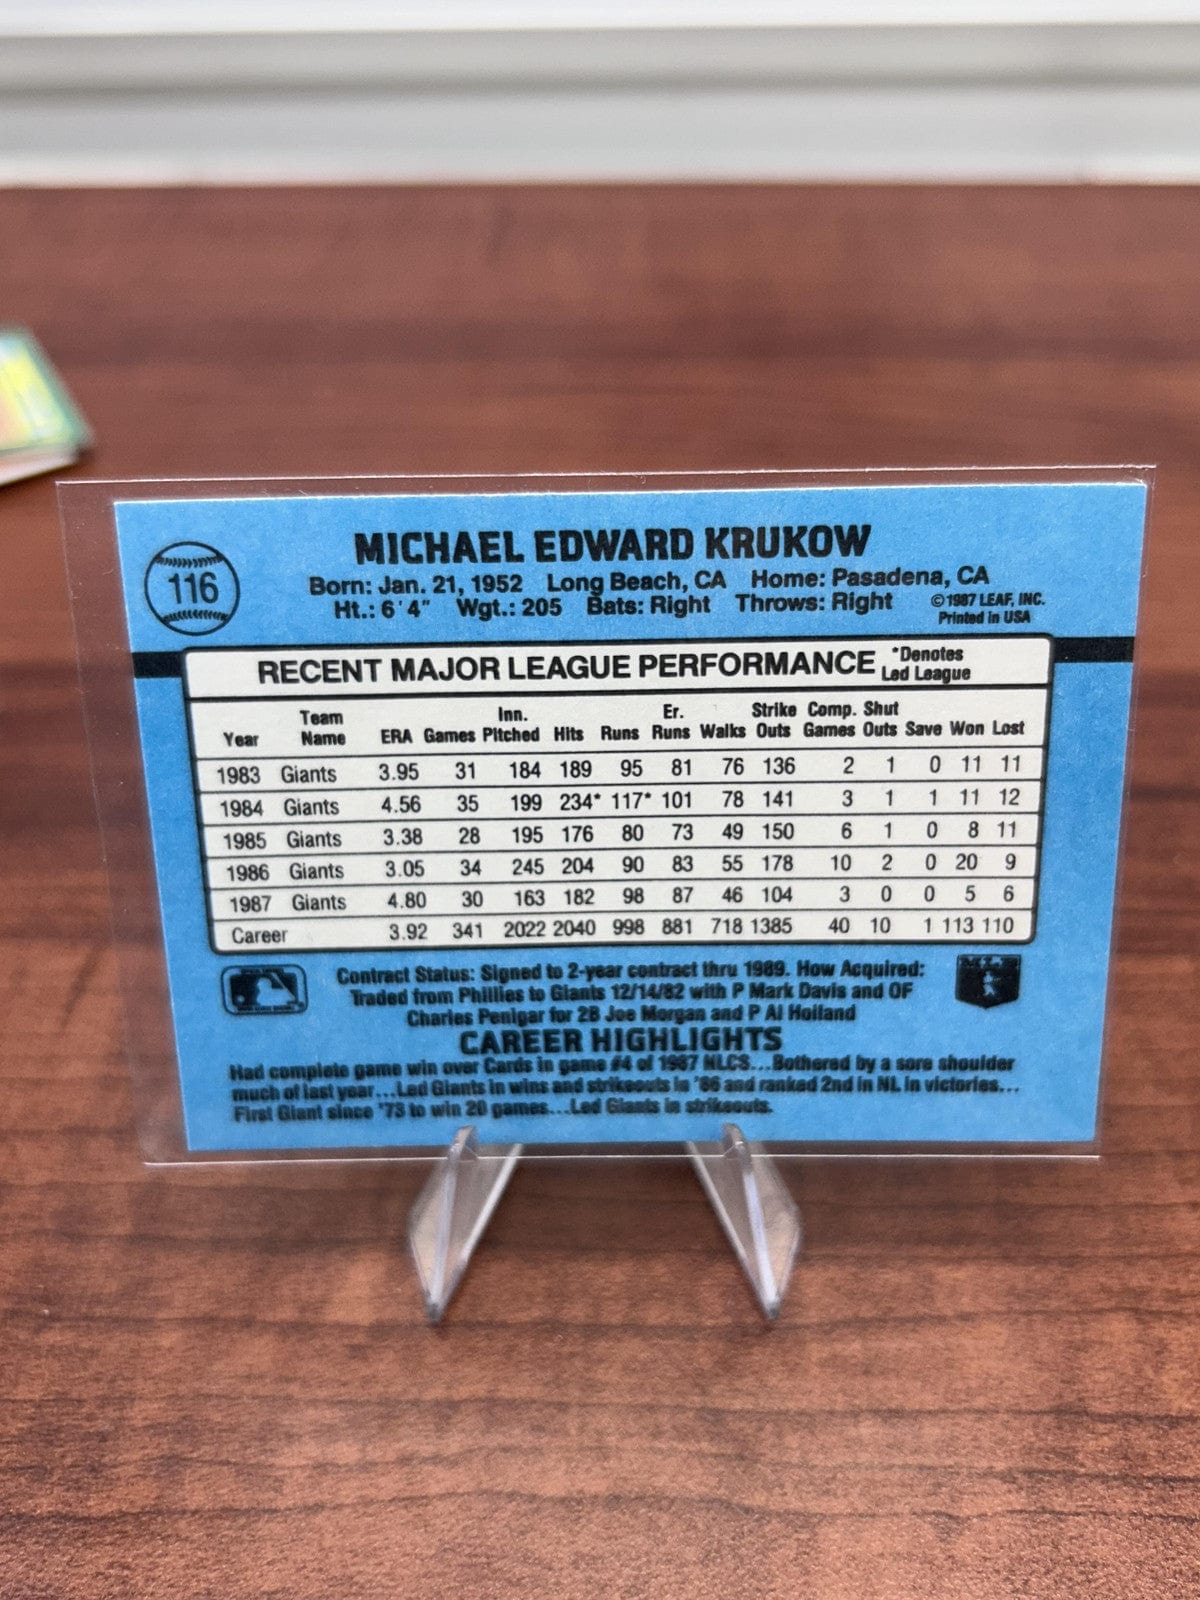 MICHAEL EDWARD KRUKOW
116
Born: Jan. 21, 1952 Long Beach, CA Home: Pasadena, CA
Ht.: 6'4" Wgt.: 205 Bats: Right Throws: Right
©1987 LEAF, INC.
Printed in USA
RECENT MAJOR LEAGUE PERFORMANCE *Denotes Led League
Year Team Name ERA Games Inn. Pitched Hits Runs Er. Runs Walks Strike Outs Comp. Games Shut Outs Save Won Lost
1983 Giants 3.95 31 184 189 95 81 76 136 2 1 0 11 11
1984 Giants 4.56 35 199 234* 117* 101 78 141 3 1 1 11 12
1985 Giants 3.38 28 195 176 80 73 49 150 6 1 0 8 11
1986 Giants 3.05 34 245 204 90 83 55 178 10 2 0 20 9
1987 Giants 4.80 30 163 182 98 87 46 104 3 0 0 5 6
Career 3.92 341 2022 2040 998 881 718 1385 40 10 1 113 110
Contract Status: Signed to 2-year contract thru 1989. How Acquired:
Traded from Phillies to Giants 12/14/82 with P Mark Davis and OF
Charles Penigar for 2B Joe Morgan and P Al Holland
CAREER HIGHLIGHTS
Had complete game win over Cards in game #4 of 1987 NLCS...Bothered by a sore shoulder
much of last year...Led Giants in wins and strikeouts in '86 and ranked 2nd in NL in victories...
First Giant since '73 to win 20 games...Led Giants in strikeouts.